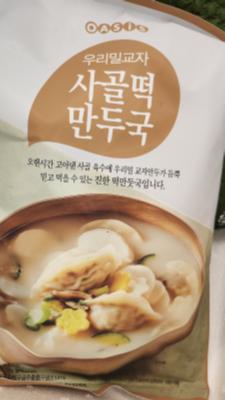 OASIS
우리밀교자
사골떡
만두국
오랜시간 고아낸 사골 육수에 우리밀 교자만두가 듬뿍
믿고 먹을 수 있는 진한 떡만둣국입니다.